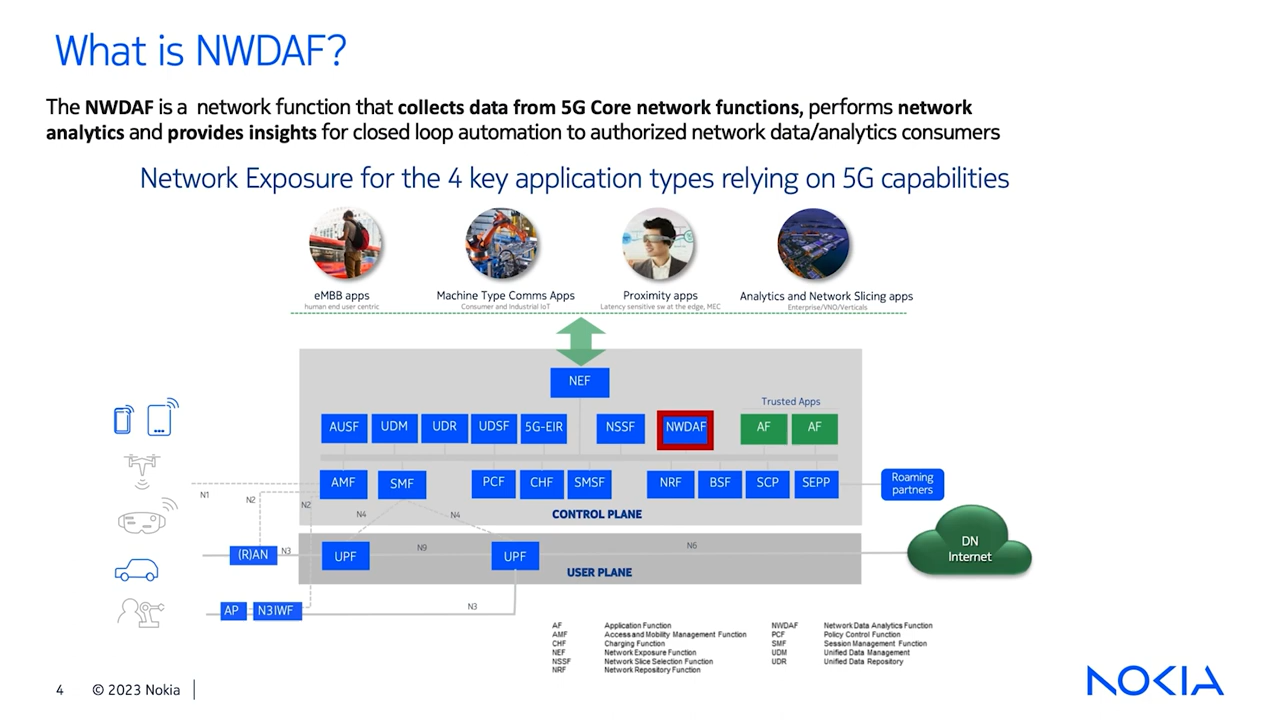 What is NWDAF?
The NWDAF is a network function that collects data from 5G Core network functions, performs network
analytics and provides insights for closed loop automation to authorized network data/analytics consumers
Network Exposure for the 4 key application types relying on 5G capabilities
eMBB apps
human end user centric
Machine Type Comms Apps
Consumer and Industrial IoT
Proximity apps
Latency sensitive sw at the edge, MEC
Analytics and Network Slicing apps
Enterprise/VNO/Verticals
NEF
Trusted Apps
AUSF UDM UDR UDSF 5G-EIR NSSF NWDAF AF AF
AMF SMF PCF CHF SMSF NRF BSF SCP SEPP
Roaming
partners
N1
N2
N2
N4
N4
CONTROL PLANE
(R)AN
N3
UPF
N9
UPF
N6
DN
Internet
USER PLANE
AP
N3IWF
N3
AF Application Function
AMF Access and Mobility Management Function
CHF Charging Function
NEF Network Exposure Function
NSSF Network Slice Selection Function
NRF Network Repository Function
NWDAF Network Data Analytics Function
PCF Policy Control Function
SMF Session Management Function
UDM Unified Data Management
UDR Unified Data Repository
4 © 2023 Nokia
NOKIA